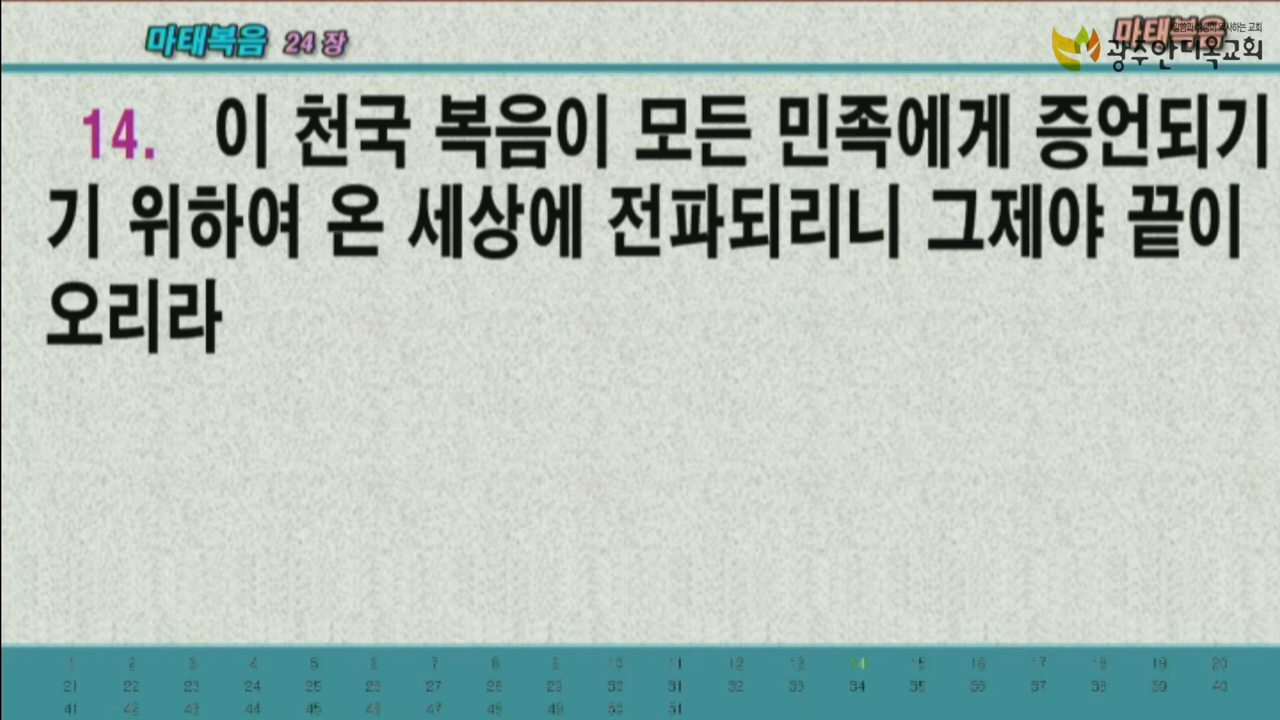 마태복음 24 장
마태복음
광주안디옥교회
14. 이 천국 복음이 모든 민족에게 증언되기
기 위하여 온 세상에 전파되리니 그제야 끝이
오리라
1 2 3 4 5 6 7 8 9 10 11 12 13 14 15 16 17 18 19 20
21 22 23 24 25 26 27 28 29 30 31 32 33 34 35 36 37 38 39 40
41 42 43 44 45 46 47 48 49 50 51